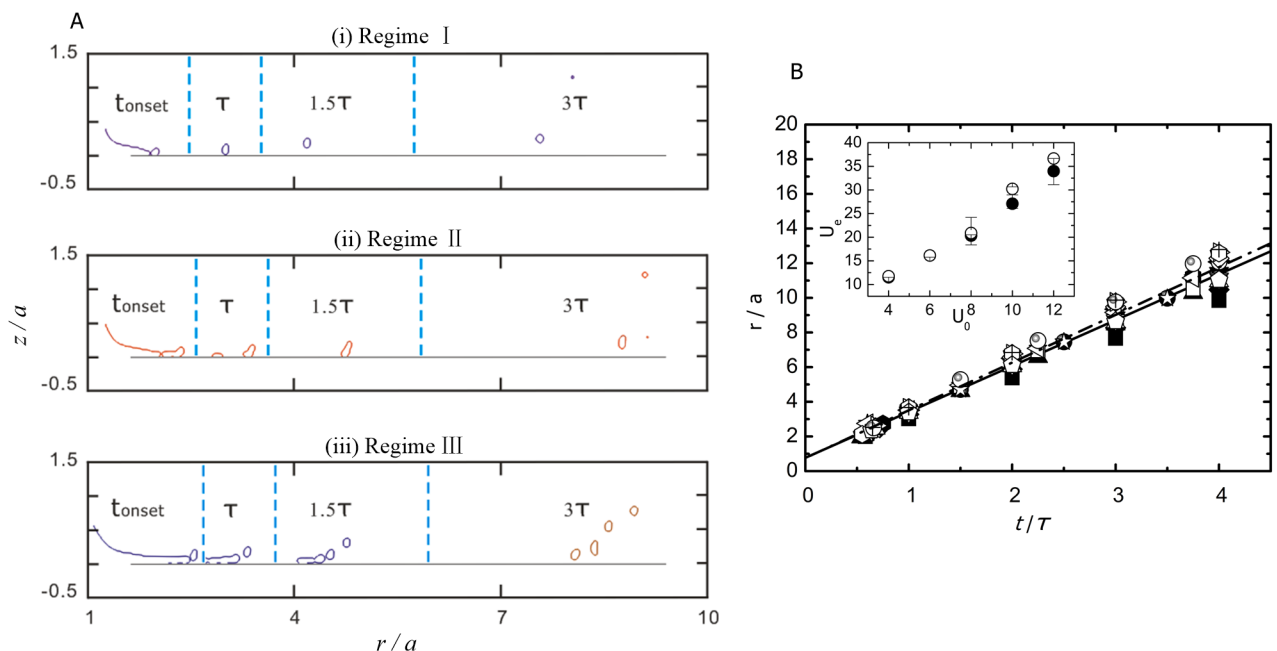 A
(i) Regime Ⅰ
1.5
-0.5
tonset
τ
1.5τ
3τ
(ii) Regime Ⅱ
1.5
-0.5
tonset
τ
1.5τ
3τ
(iii) Regime Ⅲ
1.5
-0.5
tonset
τ
1.5τ
3τ
z/a
1 4 7 10
r/a
B
20
18
16
14
12
10
8
6
4
2
0
r/a
0 1 2 3 4
t/τ
40
35
30
25
20
15
10
Ue
4 6 8 10 12
U0